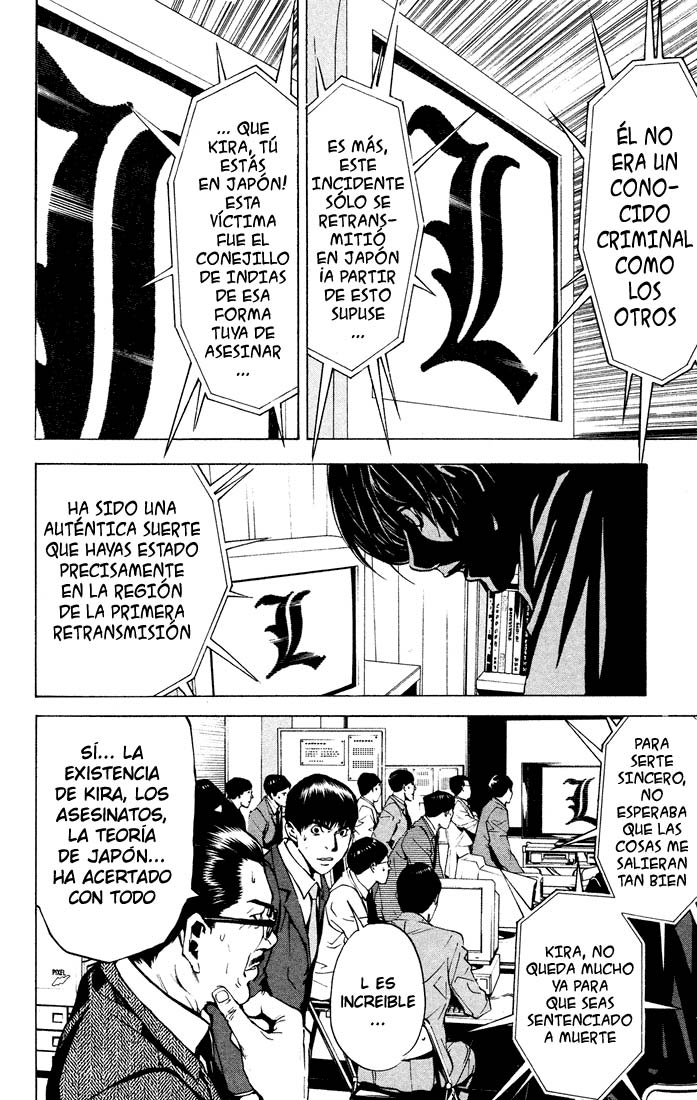 ÉL NO
ERA UN
CONO-
CIDO
CRIMINAL
COMO
LOS
OTROS
ES MÁS,
ESTE
INCIDENTE
SÓLO SE
RETRANS-
MITIÓ
EN JAPÓN
¡A PARTIR
DE ESTO
SUPUSE
...
... QUE
KIRA, TÚ
ESTÁS
EN JAPÓN!
ESTA
VÍCTIMA
FUE EL
CONEJILLO
DE INDIAS
DE ESA
FORMA
TUYA DE
ASESINAR
...
L
L
HA SIDO UNA
AUTÉNTICA SUERTE
QUE HAYAS ESTADO
PRECISAMENTE
EN LA REGIÓN
DE LA PRIMERA
RETRANSMISIÓN
L
PARA
SERTE
SINCERO,
NO
ESPERABA
QUE LAS
COSAS ME
SALIERAN
TAN BIEN
L
KIRA, NO
QUEDA MUCHO
YA PARA
QUE SEAS
SENTENCIADO
A MUERTE
L ES
INCREÍBLE
...
SÍ... LA
EXISTENCIA
DE KIRA, LOS
ASESINATOS,
LA TEORÍA
DE JAPÓN...
HA ACERTADO
CON TODO
PIXEL